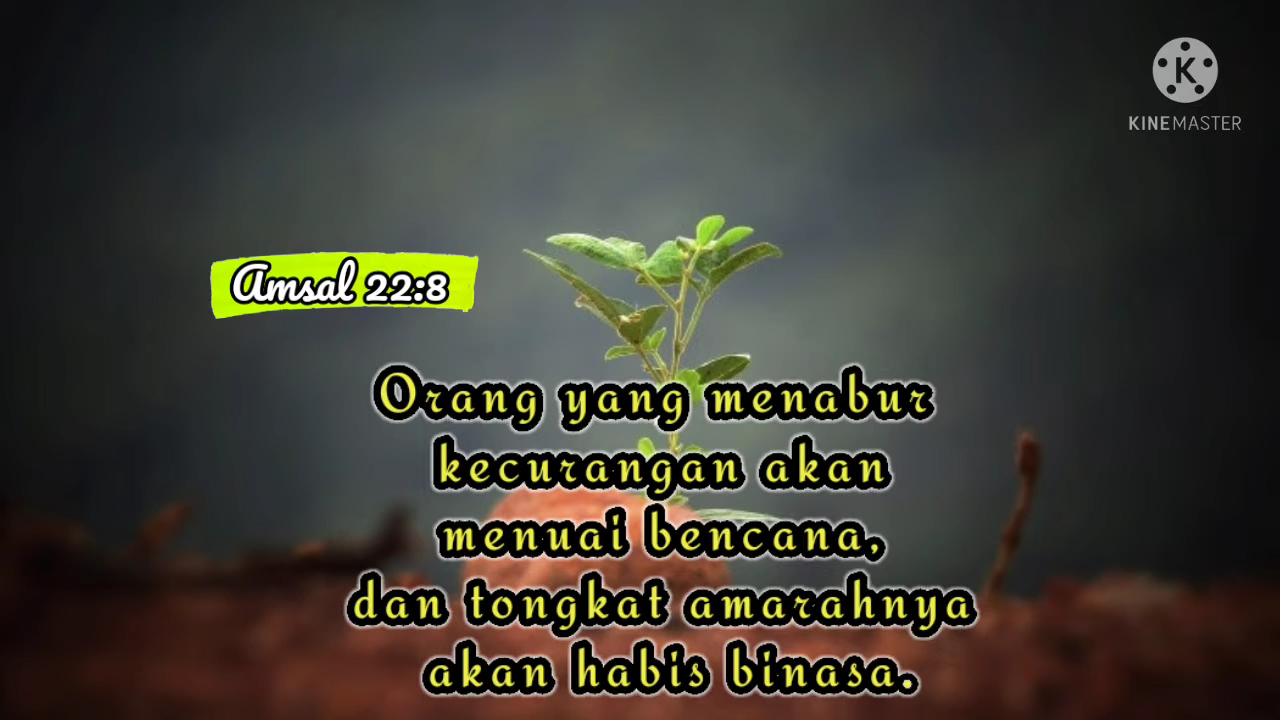 KINEMASTER
Amsal 22:8
Orang yang menabur
kecurangan akan
menuai bencana,
dan tongkat amarahnya
akan habis binasa.